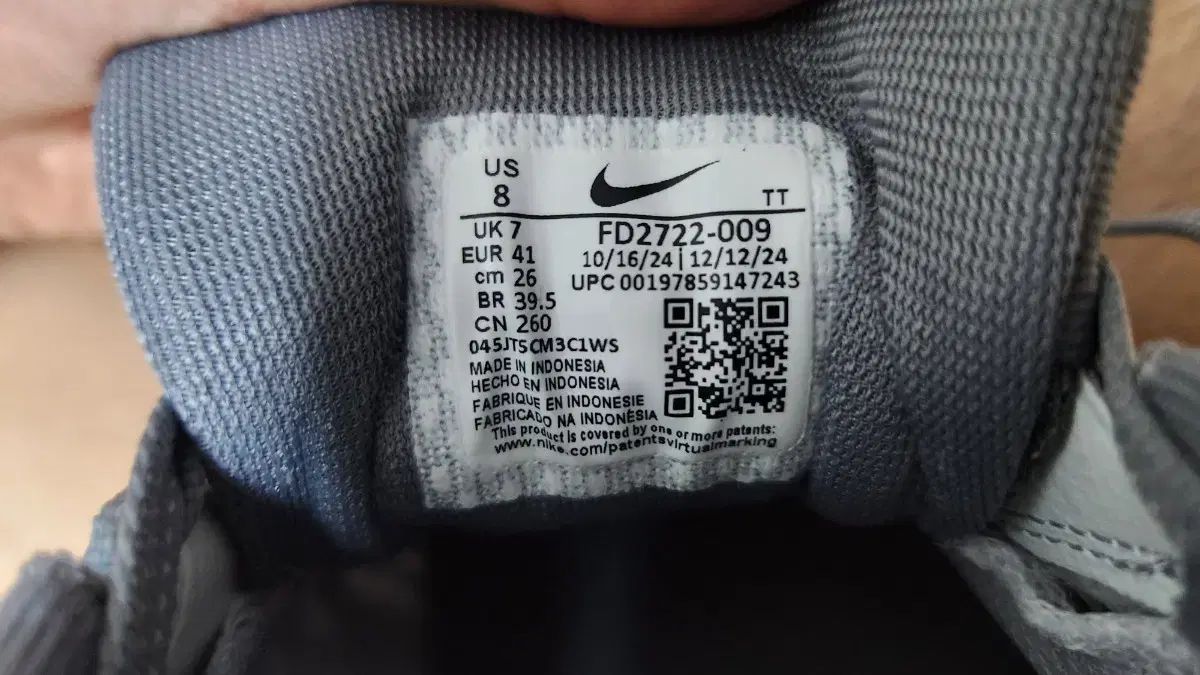 US
8
TT
UK 7
EUR 41
cm 26
BR 39.5
CN 260
FD2722-009
10/16/24 | 12/12/24
UPC 00197859147243
045JT5CM3C1WS
MADE IN INDONESIA
HECHO EN INDONESIA
FABRIQUE EN INDONESIE
FABRICADO NA INDONÉSIA
This product is covered by one or more patents:
www.nike.com/patentsvirtualmarking